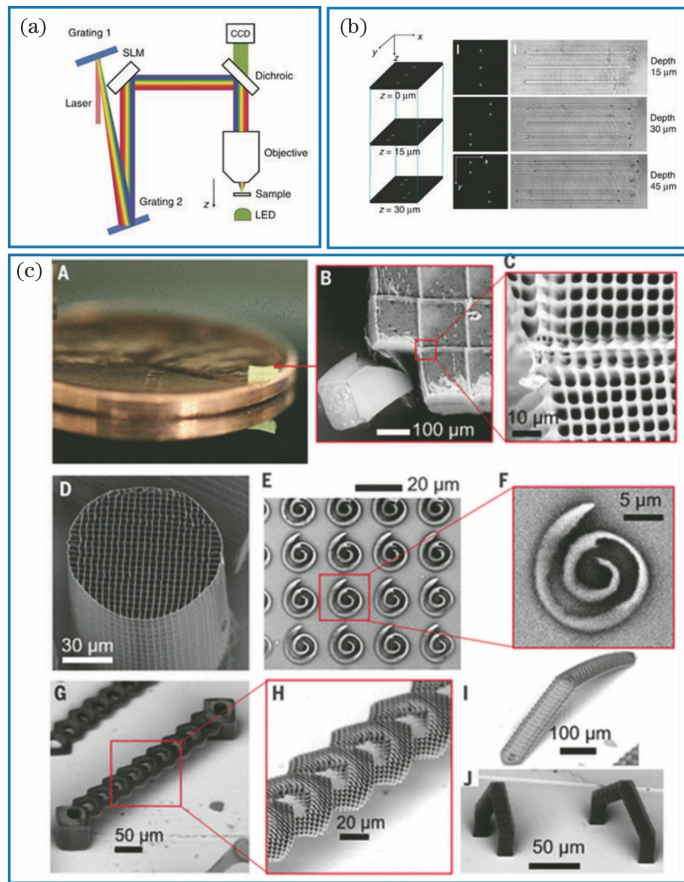 (a)
Grating 1
SLM
CCD
Dichroic
Laser
Objective
Grating 2
z
Sample
LED
(b)
x
y
z
z = 0 µm
z = 15 µm
z = 30 µm
x
y
Depth
15 µm
Depth
30 µm
Depth
45 µm
(c)
A
B
100 µm
C
10 µm
D
30 µm
E
20 µm
F
5 µm
G
50 µm
H
20 µm
I
100 µm
J
50 µm